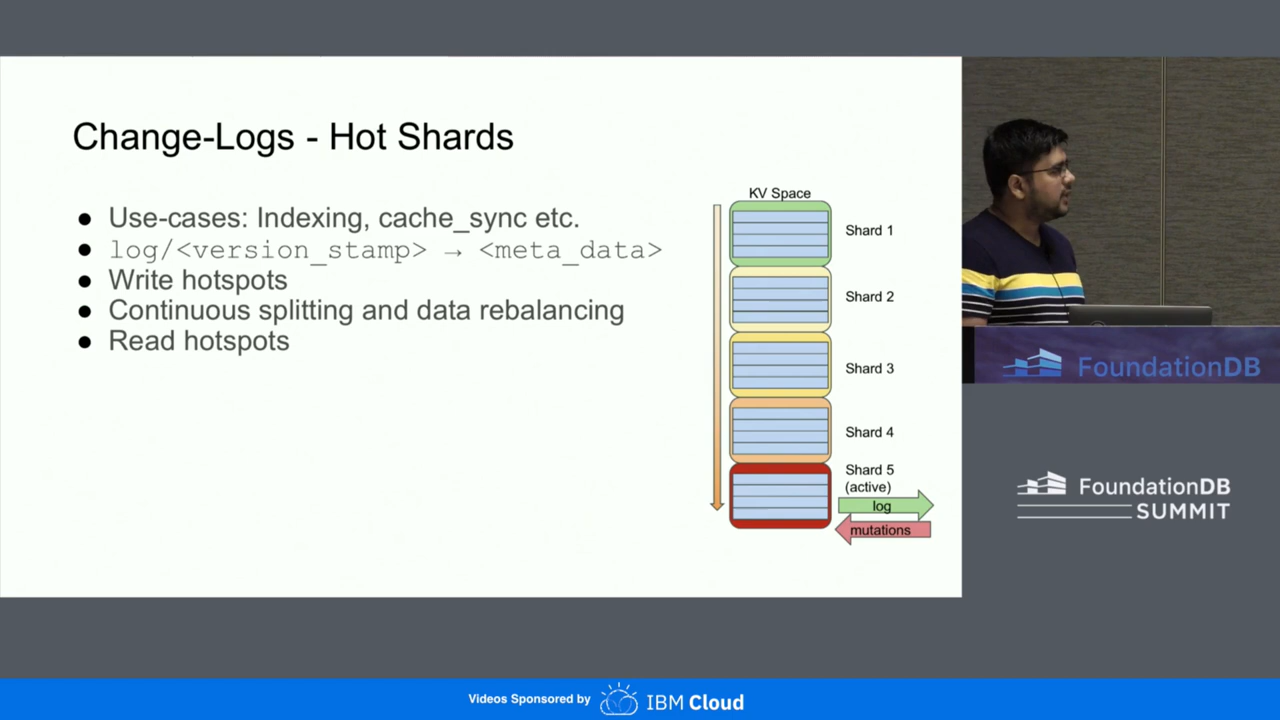 Change-Logs - Hot Shards
● Use-cases: Indexing, cache_sync etc.
● log/<version_stamp> → <meta_data>
● Write hotspots
● Continuous splitting and data rebalancing
● Read hotspots
KV Space
Shard 1
Shard 2
Shard 3
Shard 4
Shard 5
(active)
log
mutations
FoundationDB
FoundationDB
SUMMIT
Videos Sponsored by IBM Cloud